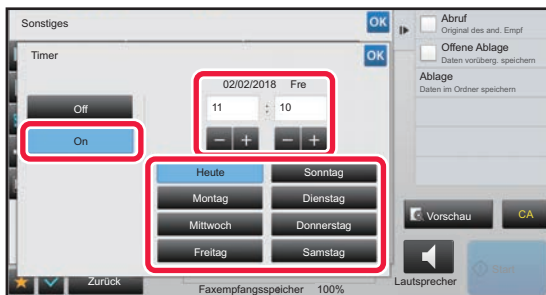 Sonstiges
OK
Timer
OK
02/02/2018 Fre
11 : 10
Off
On
Heute
Sonntag
Montag
Dienstag
Mittwoch
Donnerstag
Freitag
Samstag
Zurück
Faxempfangsspeicher 100%
Abruf
Original des and. Empf
Offene Ablage
Daten vorüberg. speichern
Ablage
Daten im Ordner speichern
Vorschau
CA
Lautsprecher
Start